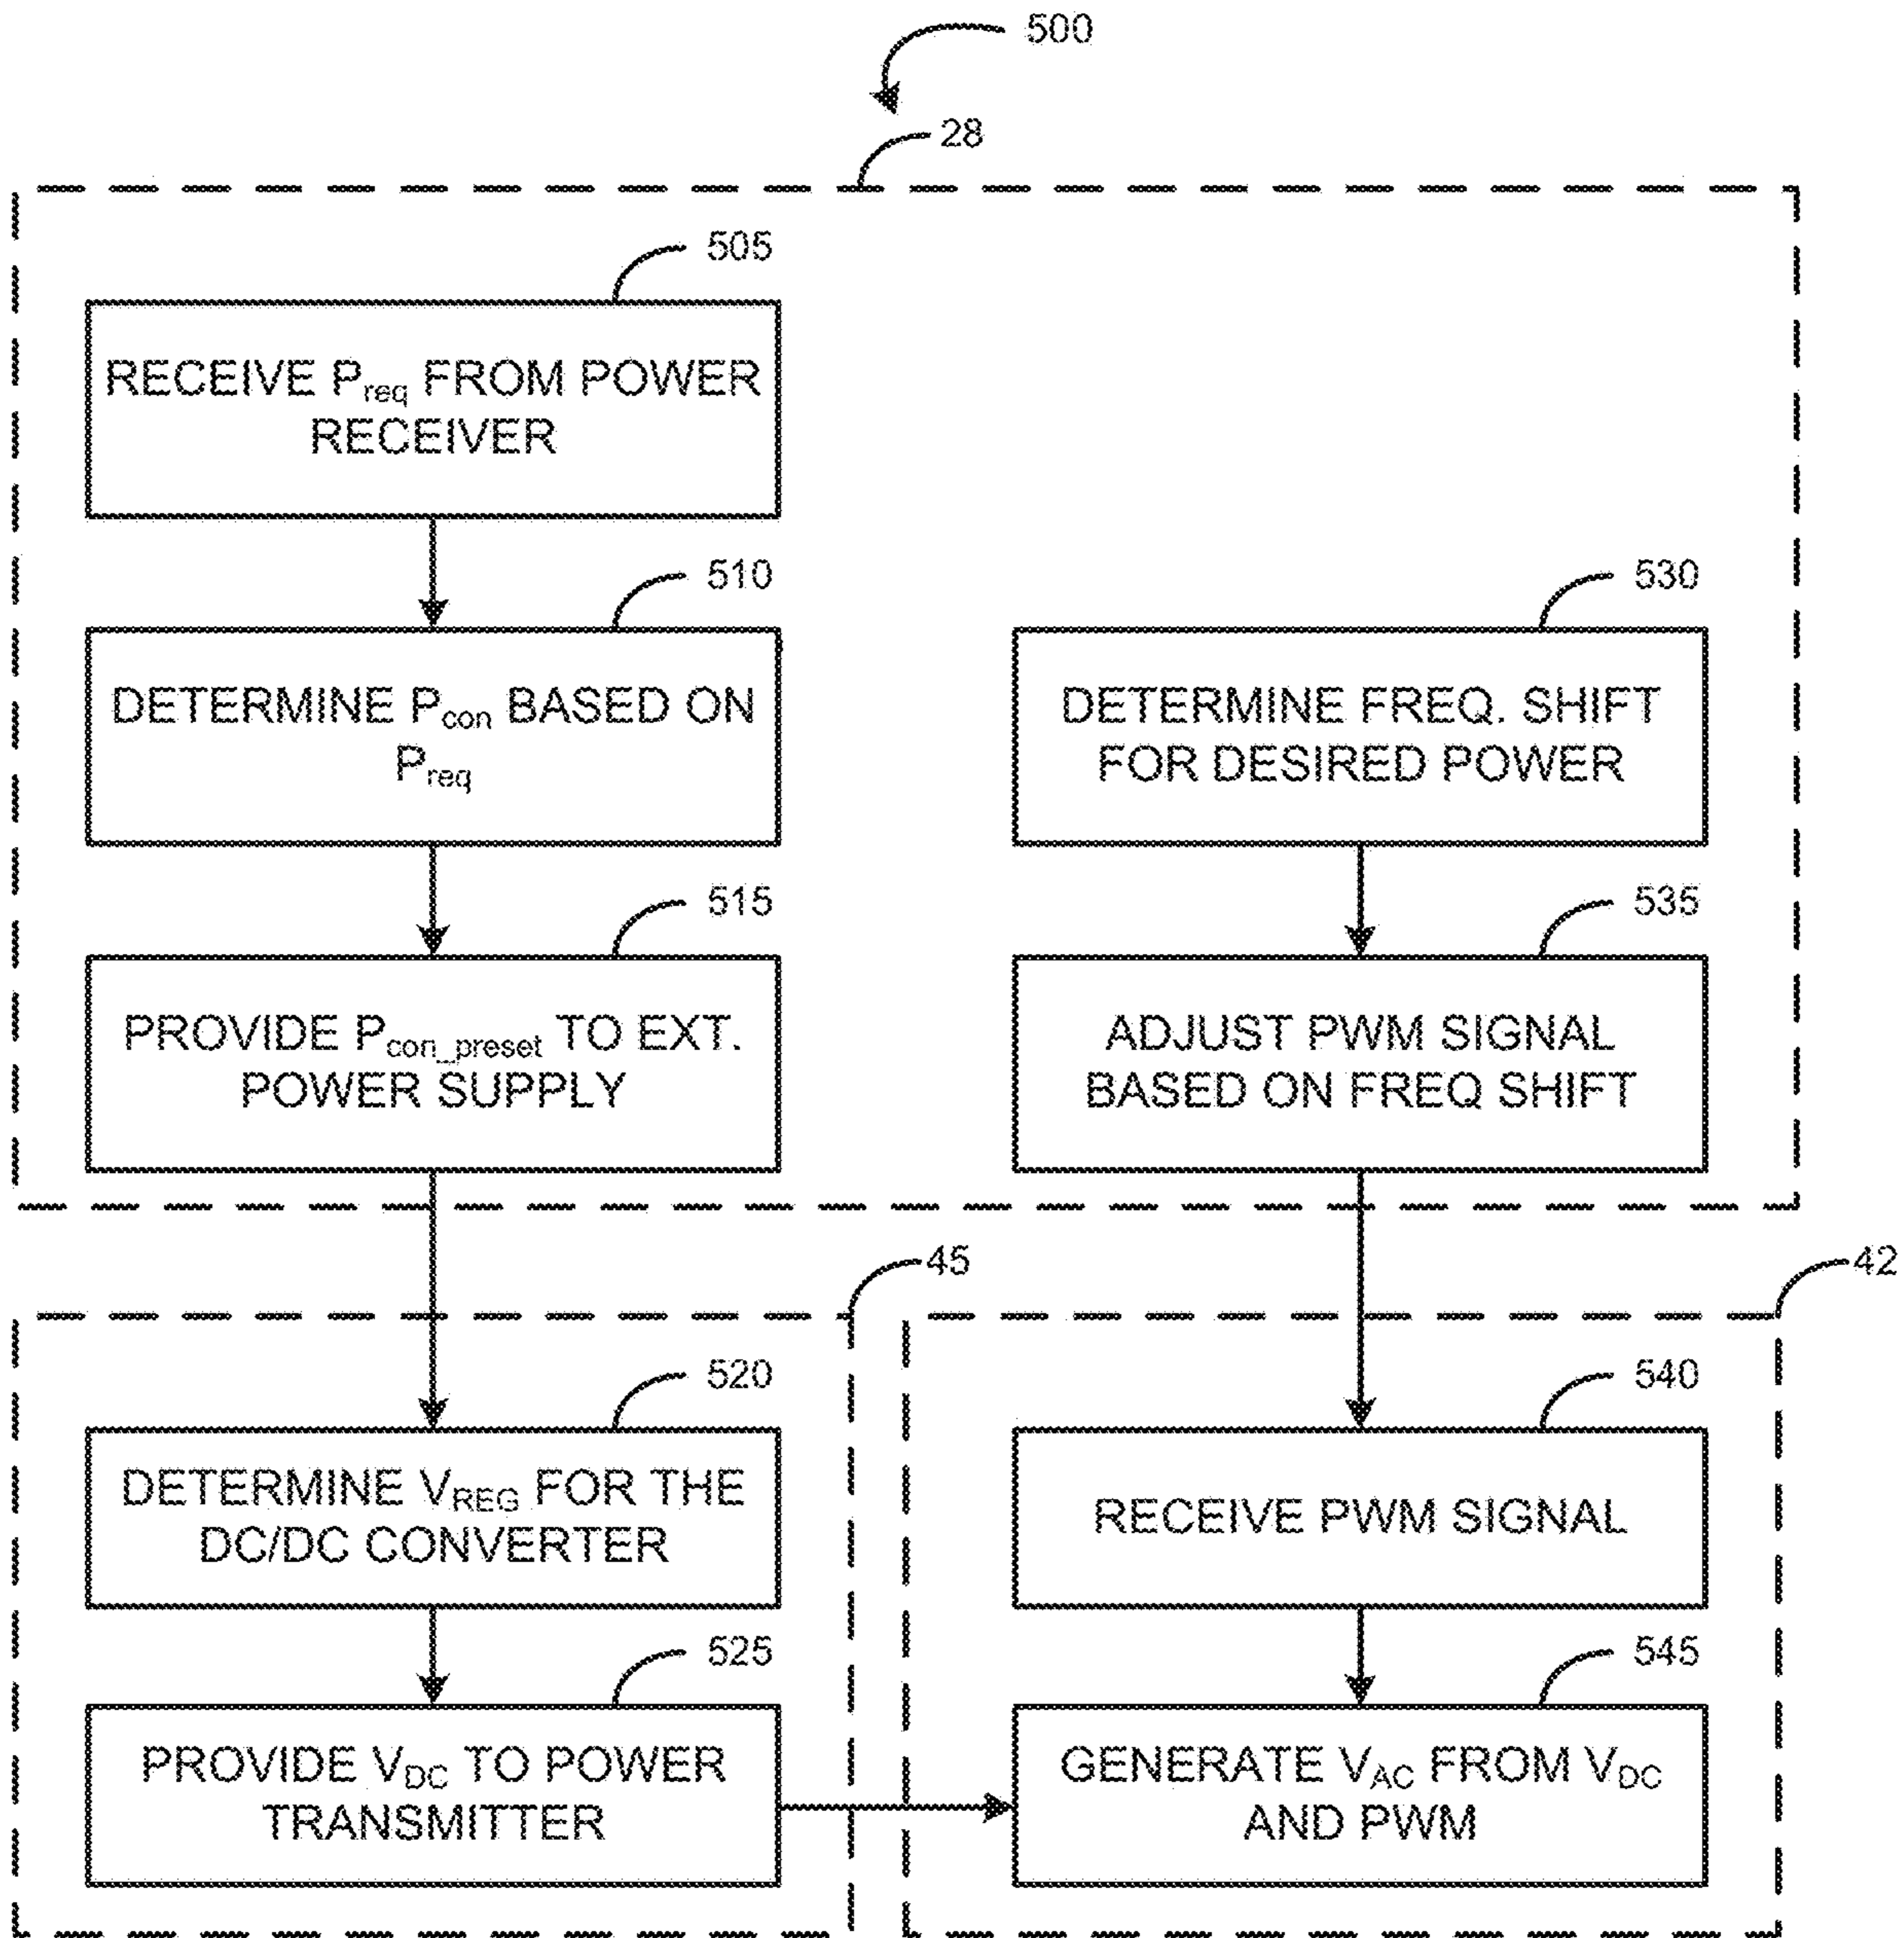 500
28
505
RECEIVE Preq FROM POWER
RECEIVER
510
DETERMINE Pcon BASED ON
Preq
515
PROVIDE Pcon_preset TO EXT.
POWER SUPPLY
530
DETERMINE FREQ. SHIFT
FOR DESIRED POWER
535
ADJUST PWM SIGNAL
BASED ON FREQ SHIFT
45
520
DETERMINE VREG FOR THE
DC/DC CONVERTER
525
PROVIDE VDC TO POWER
TRANSMITTER
42
540
RECEIVE PWM SIGNAL
545
GENERATE VAC FROM VDC
AND PWM